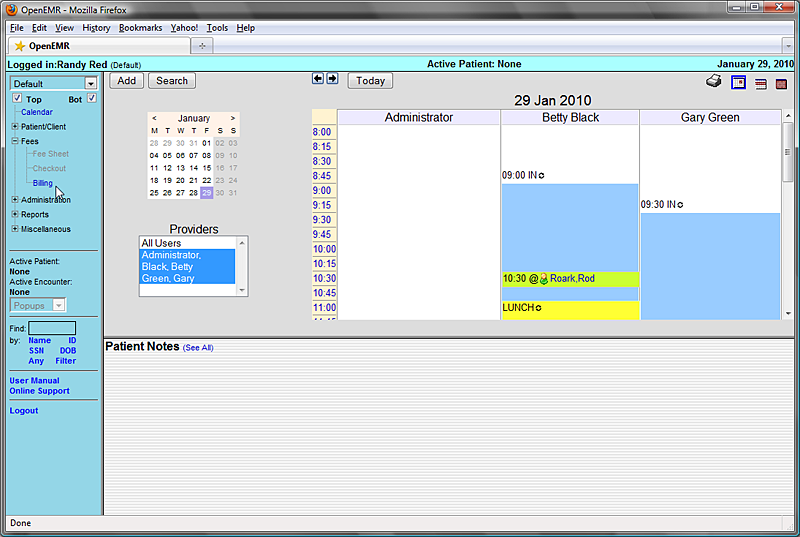 OpenEMR - Mozilla Firefox
File Edit View History Bookmarks Yahoo! Tools Help
OpenEMR
Logged in:Randy Red (Default) Active Patient: None January 29, 2010
Default
Top Bot
Calendar
Patient/Client
Fees
Fee Sheet
Checkout
Billing
Administration
Reports
Miscellaneous
Active Patient:
None
Active Encounter:
None
Popups
Find:
by: Name ID
SSN DOB
Any Filter
User Manual
Online Support
Logout
Add Search Today
< January >
M T W T F S S
28 29 30 31 01 02 03
04 05 06 07 08 09 10
11 12 13 14 15 16 17
18 19 20 21 22 23 24
25 26 27 28 29 30 31
Providers
All Users
Administrator,
Black, Betty
Green, Gary
29 Jan 2010
Administrator Betty Black Gary Green
8:00
8:15
8:30
8:45 09:00 IN
9:00
9:15 09:30 IN
9:30
9:45
10:00
10:15
10:30 10:30 @ Roark,Rod
10:45
11:00 LUNCH
11:15
Patient Notes (See All)
Done